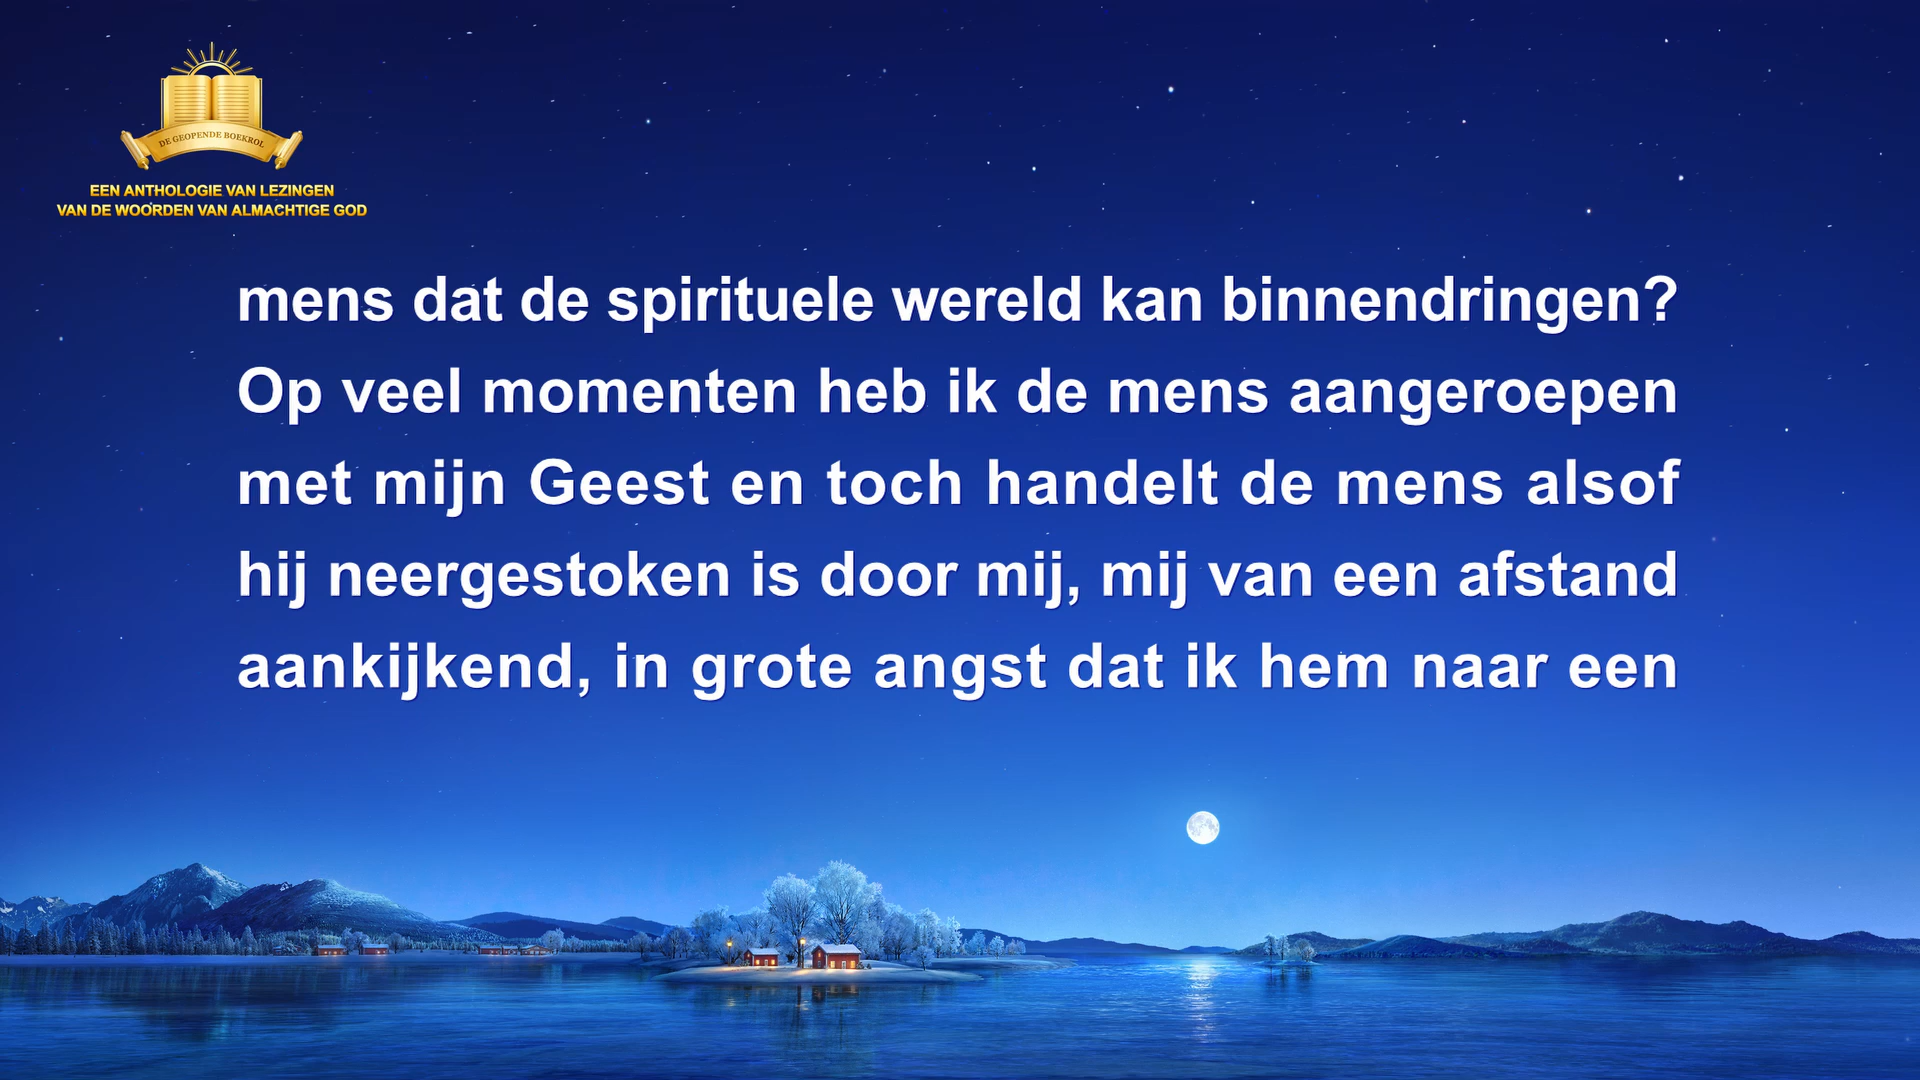 DE GEOPENDE BOEKROL
EEN ANTHOLOGIE VAN LEZINGEN
VAN DE WOORDEN VAN ALMACHTIGE GOD
mens dat de spirituele wereld kan binnendringen?
Op veel momenten heb ik de mens aangeroepen
met mijn Geest en toch handelt de mens alsof
hij neergestoken is door mij, mij van een afstand
aankijkend, in grote angst dat ik hem naar een